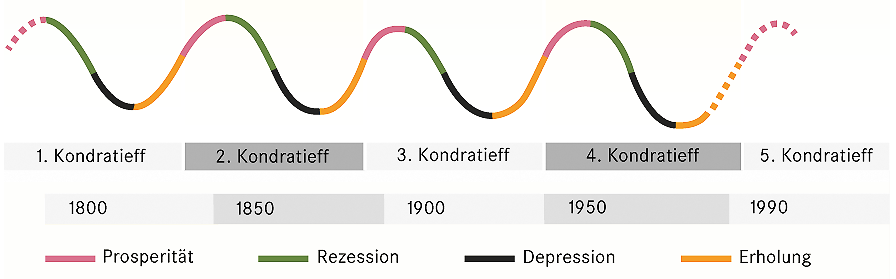 1. Kondratieff 2. Kondratieff 3. Kondratieff 4. Kondratieff 5. Kondratieff
1800 1850 1900 1950 1990
Prosperität Rezession Depression Erholung